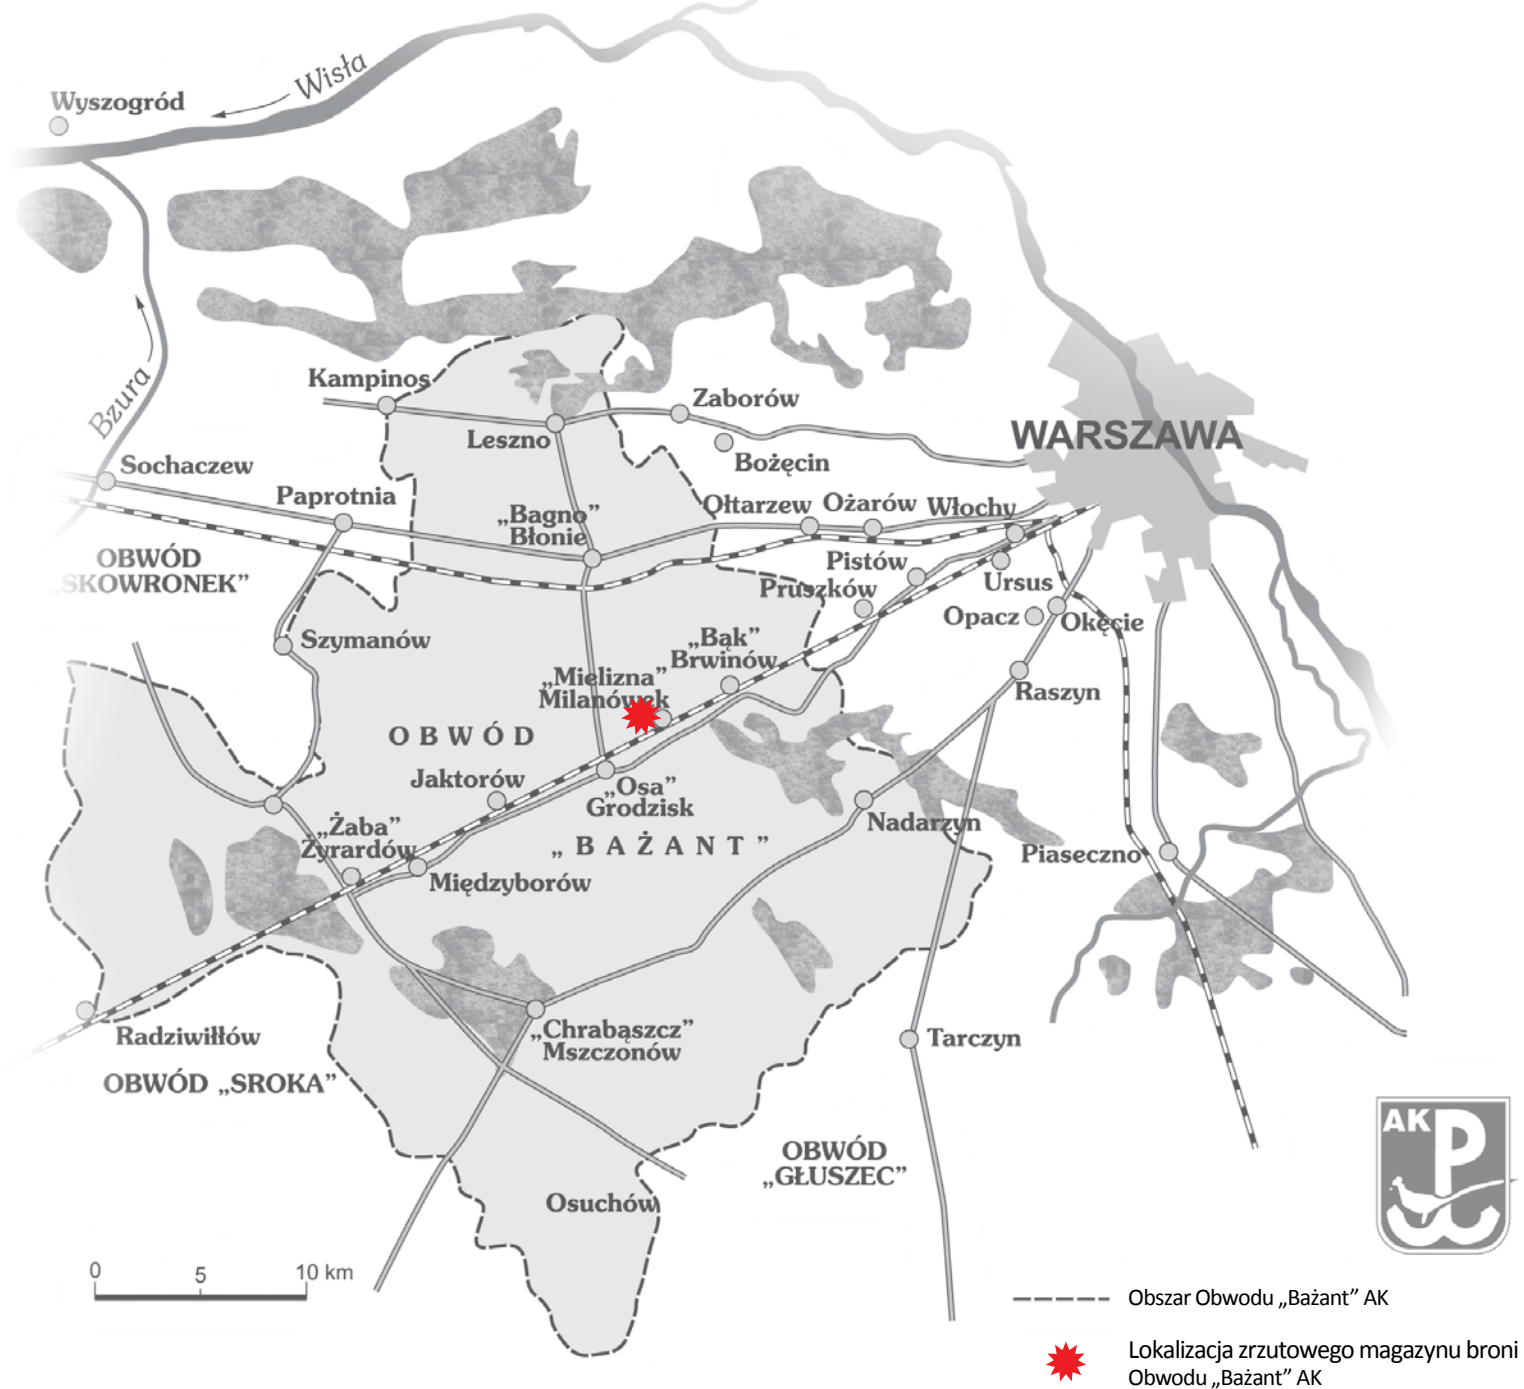 Wisła
Wyszogród
Bzura
Kampinos
Zaborów
Leszno
WARSZAWA
Bożęcin
Sochaczew
Paprotnia
„Bagno”
Błonie
Ołtarzew
Ożarów
Włochy
OBWÓD
„SKOWRONEK”
Pistów
Ursus
Pruszków
Opacz
Okęcie
Szymanów
„Bąk”
Brwinów
„Mielizna”
Milanówek
Raszyn
OBWÓD
Jaktorów
„Osa”
Grodzisk
„Żaba”
Żyrardów
„BAŻANT”
Nadarzyn
Piaseczno
Międzyborów
Radziwiłłów
„Chrabąszcz”
Mszczonów
Tarczyn
OBWÓD „SROKA”
AK P
OBWÓD
„GŁUSZEC”
Osuchów
0 5 10 km
Obszar Obwodu „Bażant” AK
Lokalizacja zrzutowego magazynu broni
Obwodu „Bażant” AK